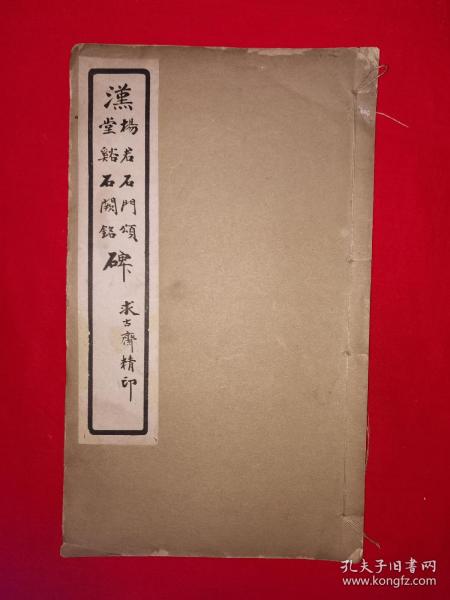 漢
楊君石門頌
堂谿石闕銘
碑
求古齋精印
孔夫子旧书网
www.kongfz.com